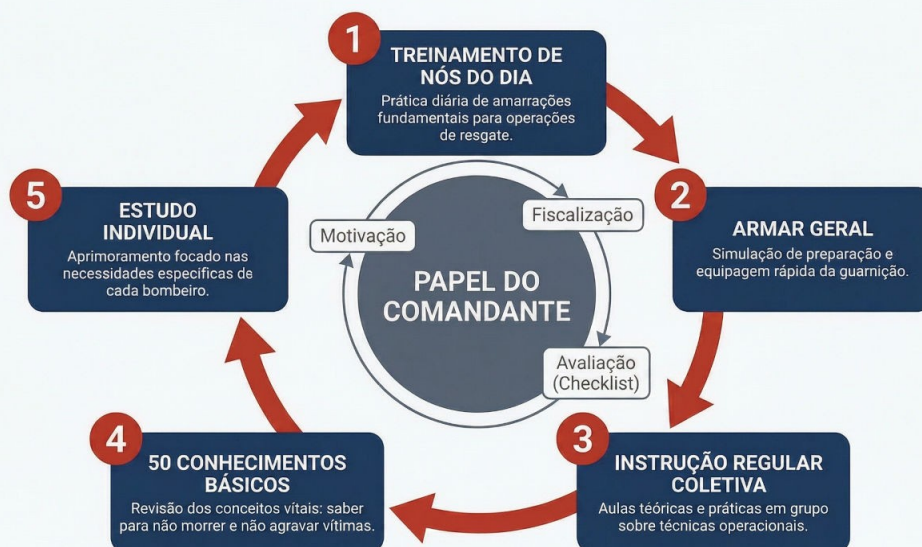 1
TREINAMENTO DE
NÓS DO DIA
Prática diária de amarrações
fundamentais para operações
de resgate.
2
ARMAR GERAL
Simulação de preparação e
equipagem rápida da guarnição.
3
INSTRUÇÃO REGULAR
COLETIVA
Aulas téóricas e práticas em grupo
sobre técnicas operacionais.
4
50 CONHECIMENTOS
BÁSICOS
Revisão dos conceitos vítais: saber
para não morrer e não agravar vítimas.
5
ESTUDO
INDIVIDUAL
Aprimoramento focado nas
necessidades especificas de
cada bombeiro.
PAPEL DO
COMANDANTE
Motivação
Fiscalização
Avaliação
(Checklist)